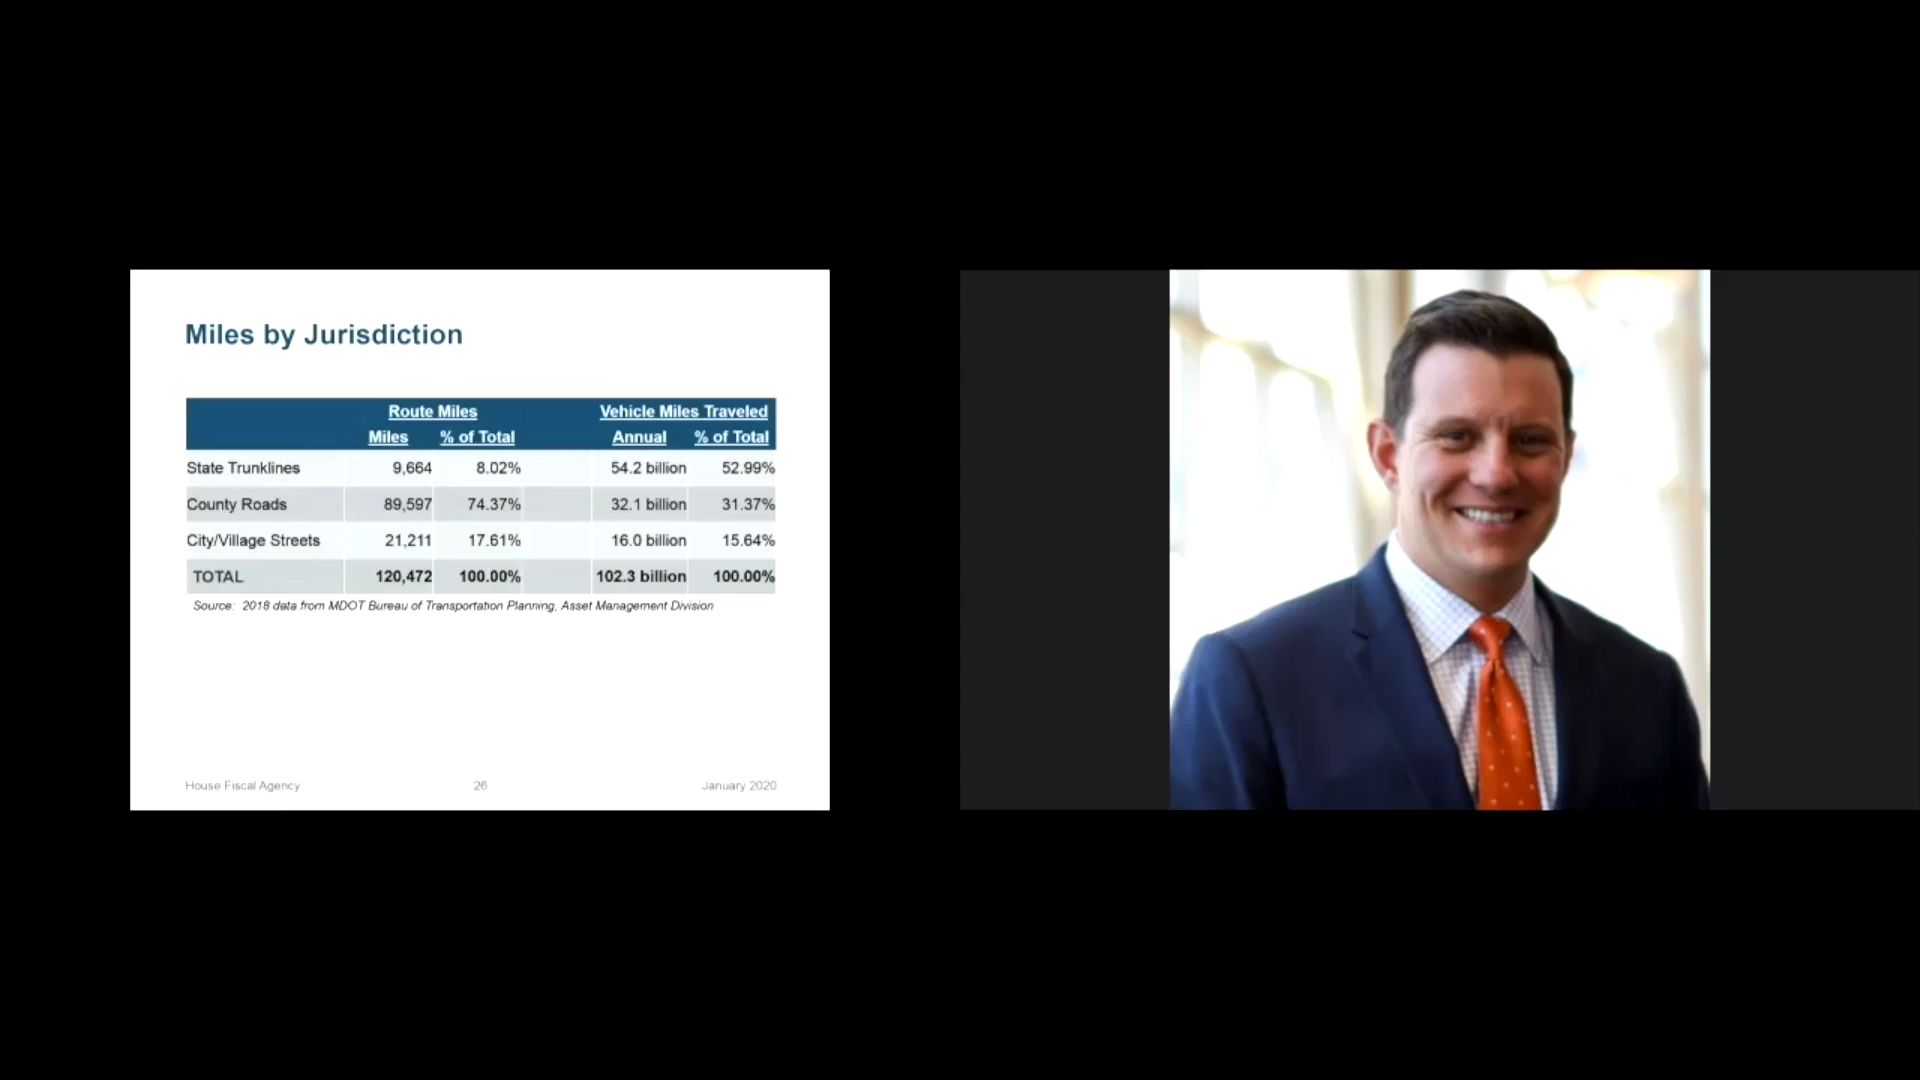 Miles by Jurisdiction
Route Miles Vehicle Miles Traveled
Miles % of Total Annual % of Total
State Trunklines 9,664 8.02% 54.2 billion 52.99%
County Roads 89,597 74.37% 32.1 billion 31.37%
City/Village Streets 21,211 17.61% 16.0 billion 15.64%
TOTAL 120,472 100.00% 102.3 billion 100.00%
Source: 2018 data from MDOT Bureau of Transportation Planning, Asset Management Division
House Fiscal Agency 26 January 2020